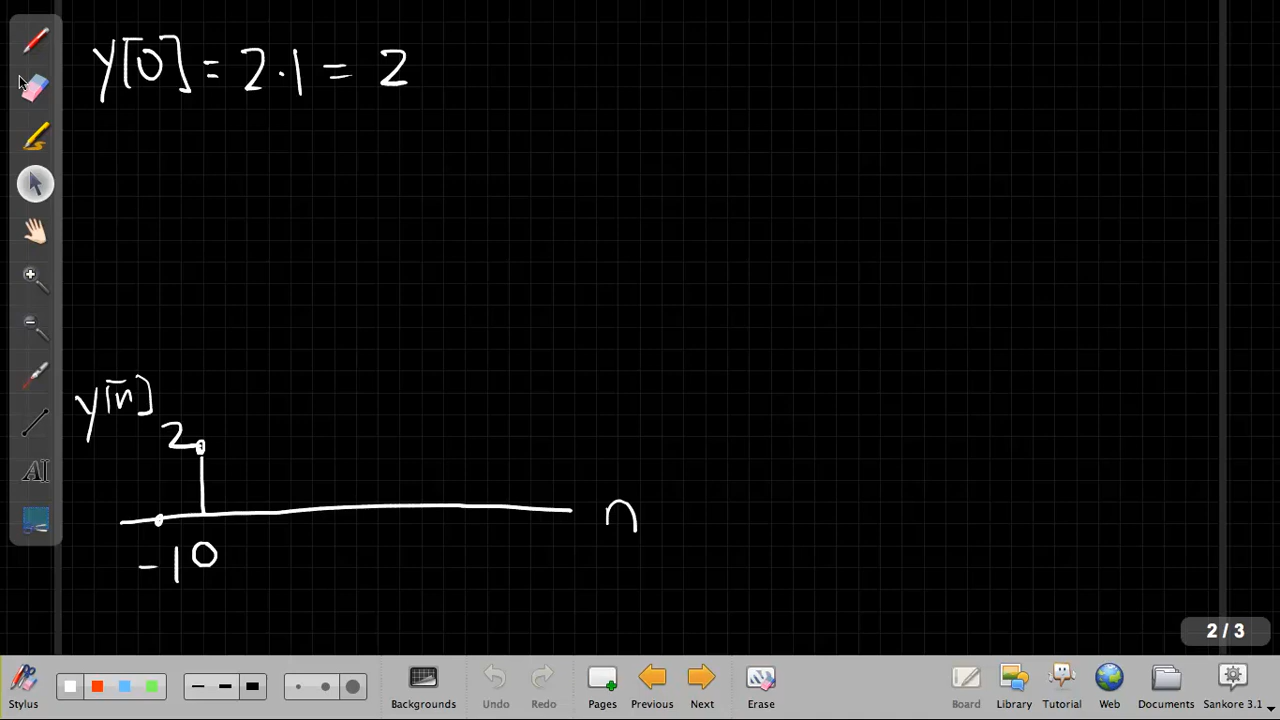 y[0] = 2·1 = 2
y[n]
2
n
-1 0
2 / 3
AI
Stylus
Backgrounds
Undo
Redo
Pages
Previous
Next
Erase
Board
Library
Tutorial
Web
Documents
Sankore 3.1